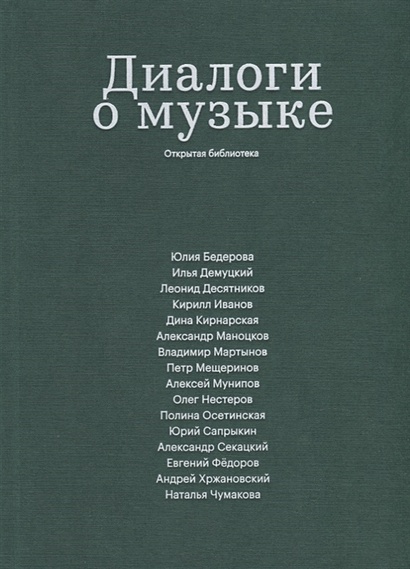 Диалоги
о музыке
Открытая библиотека
Юлия Бедерова
Илья Демуцкий
Леонид Десятников
Кирилл Иванов
Дина Кирнарская
Александр Маноцков
Владимир Мартынов
Петр Мещеринов
Алексей Мунипов
Олег Нестеров
Полина Осетинская
Юрий Сапрыкин
Александр Секацкий
Евгений Фёдоров
Андрей Хржановский
Наталья Чумакова